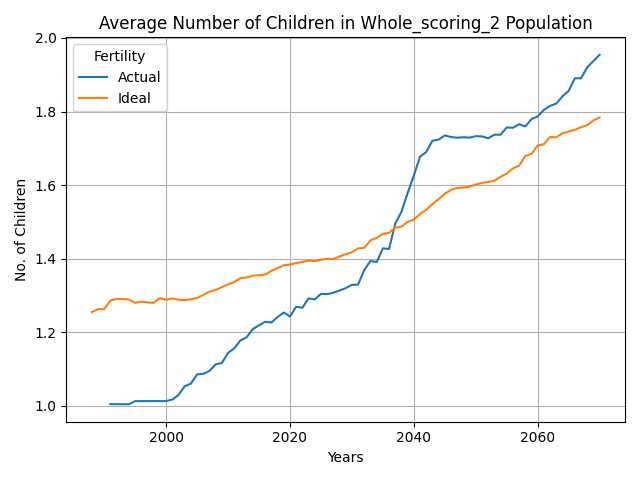 Average Number of Children in Whole_scoring_2 Population
Fertility
Actual
Ideal
No. of Children
2.0
1.8
1.6
1.4
1.2
1.0
2000
2020
2040
2060
Years